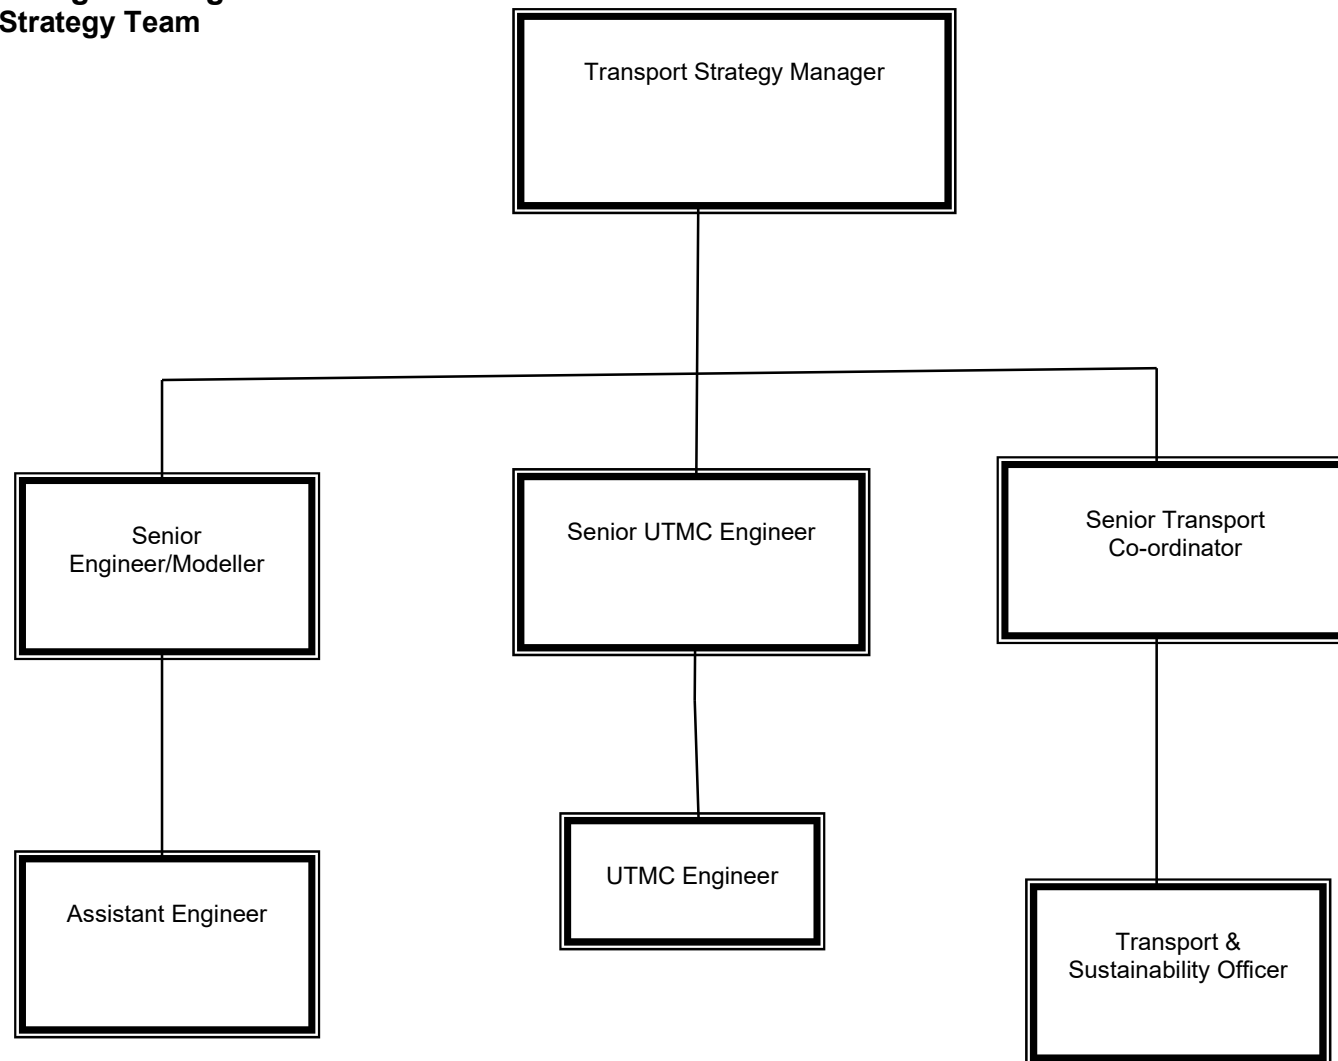 Strategy Team
Transport Strategy Manager
Senior
Engineer/Modeller
Senior UTMC Engineer
Senior Transport
Co-ordinator
Assistant Engineer
UTMC Engineer
Transport &
Sustainability Officer